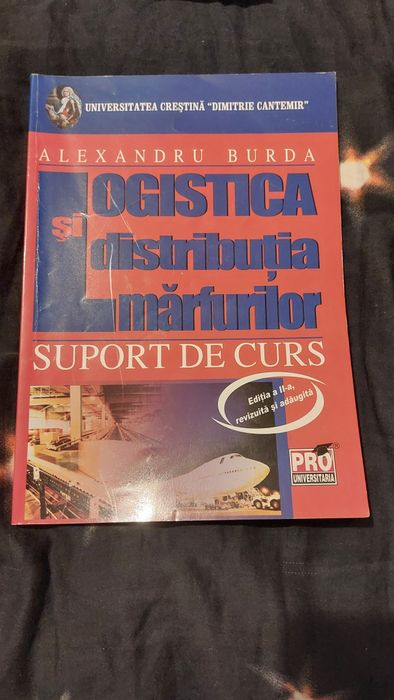 UNIVERSITATEA CREŞTINĂ "DIMITRIE CANTEMIR"
ALEXANDRU BURDA
LOGISTICA
şi distribuţia
mărfurilor
SUPORT DE CURS
Ediţia a II-a,
revizuită şi adăugită
PRO
UNIVERSITARIA